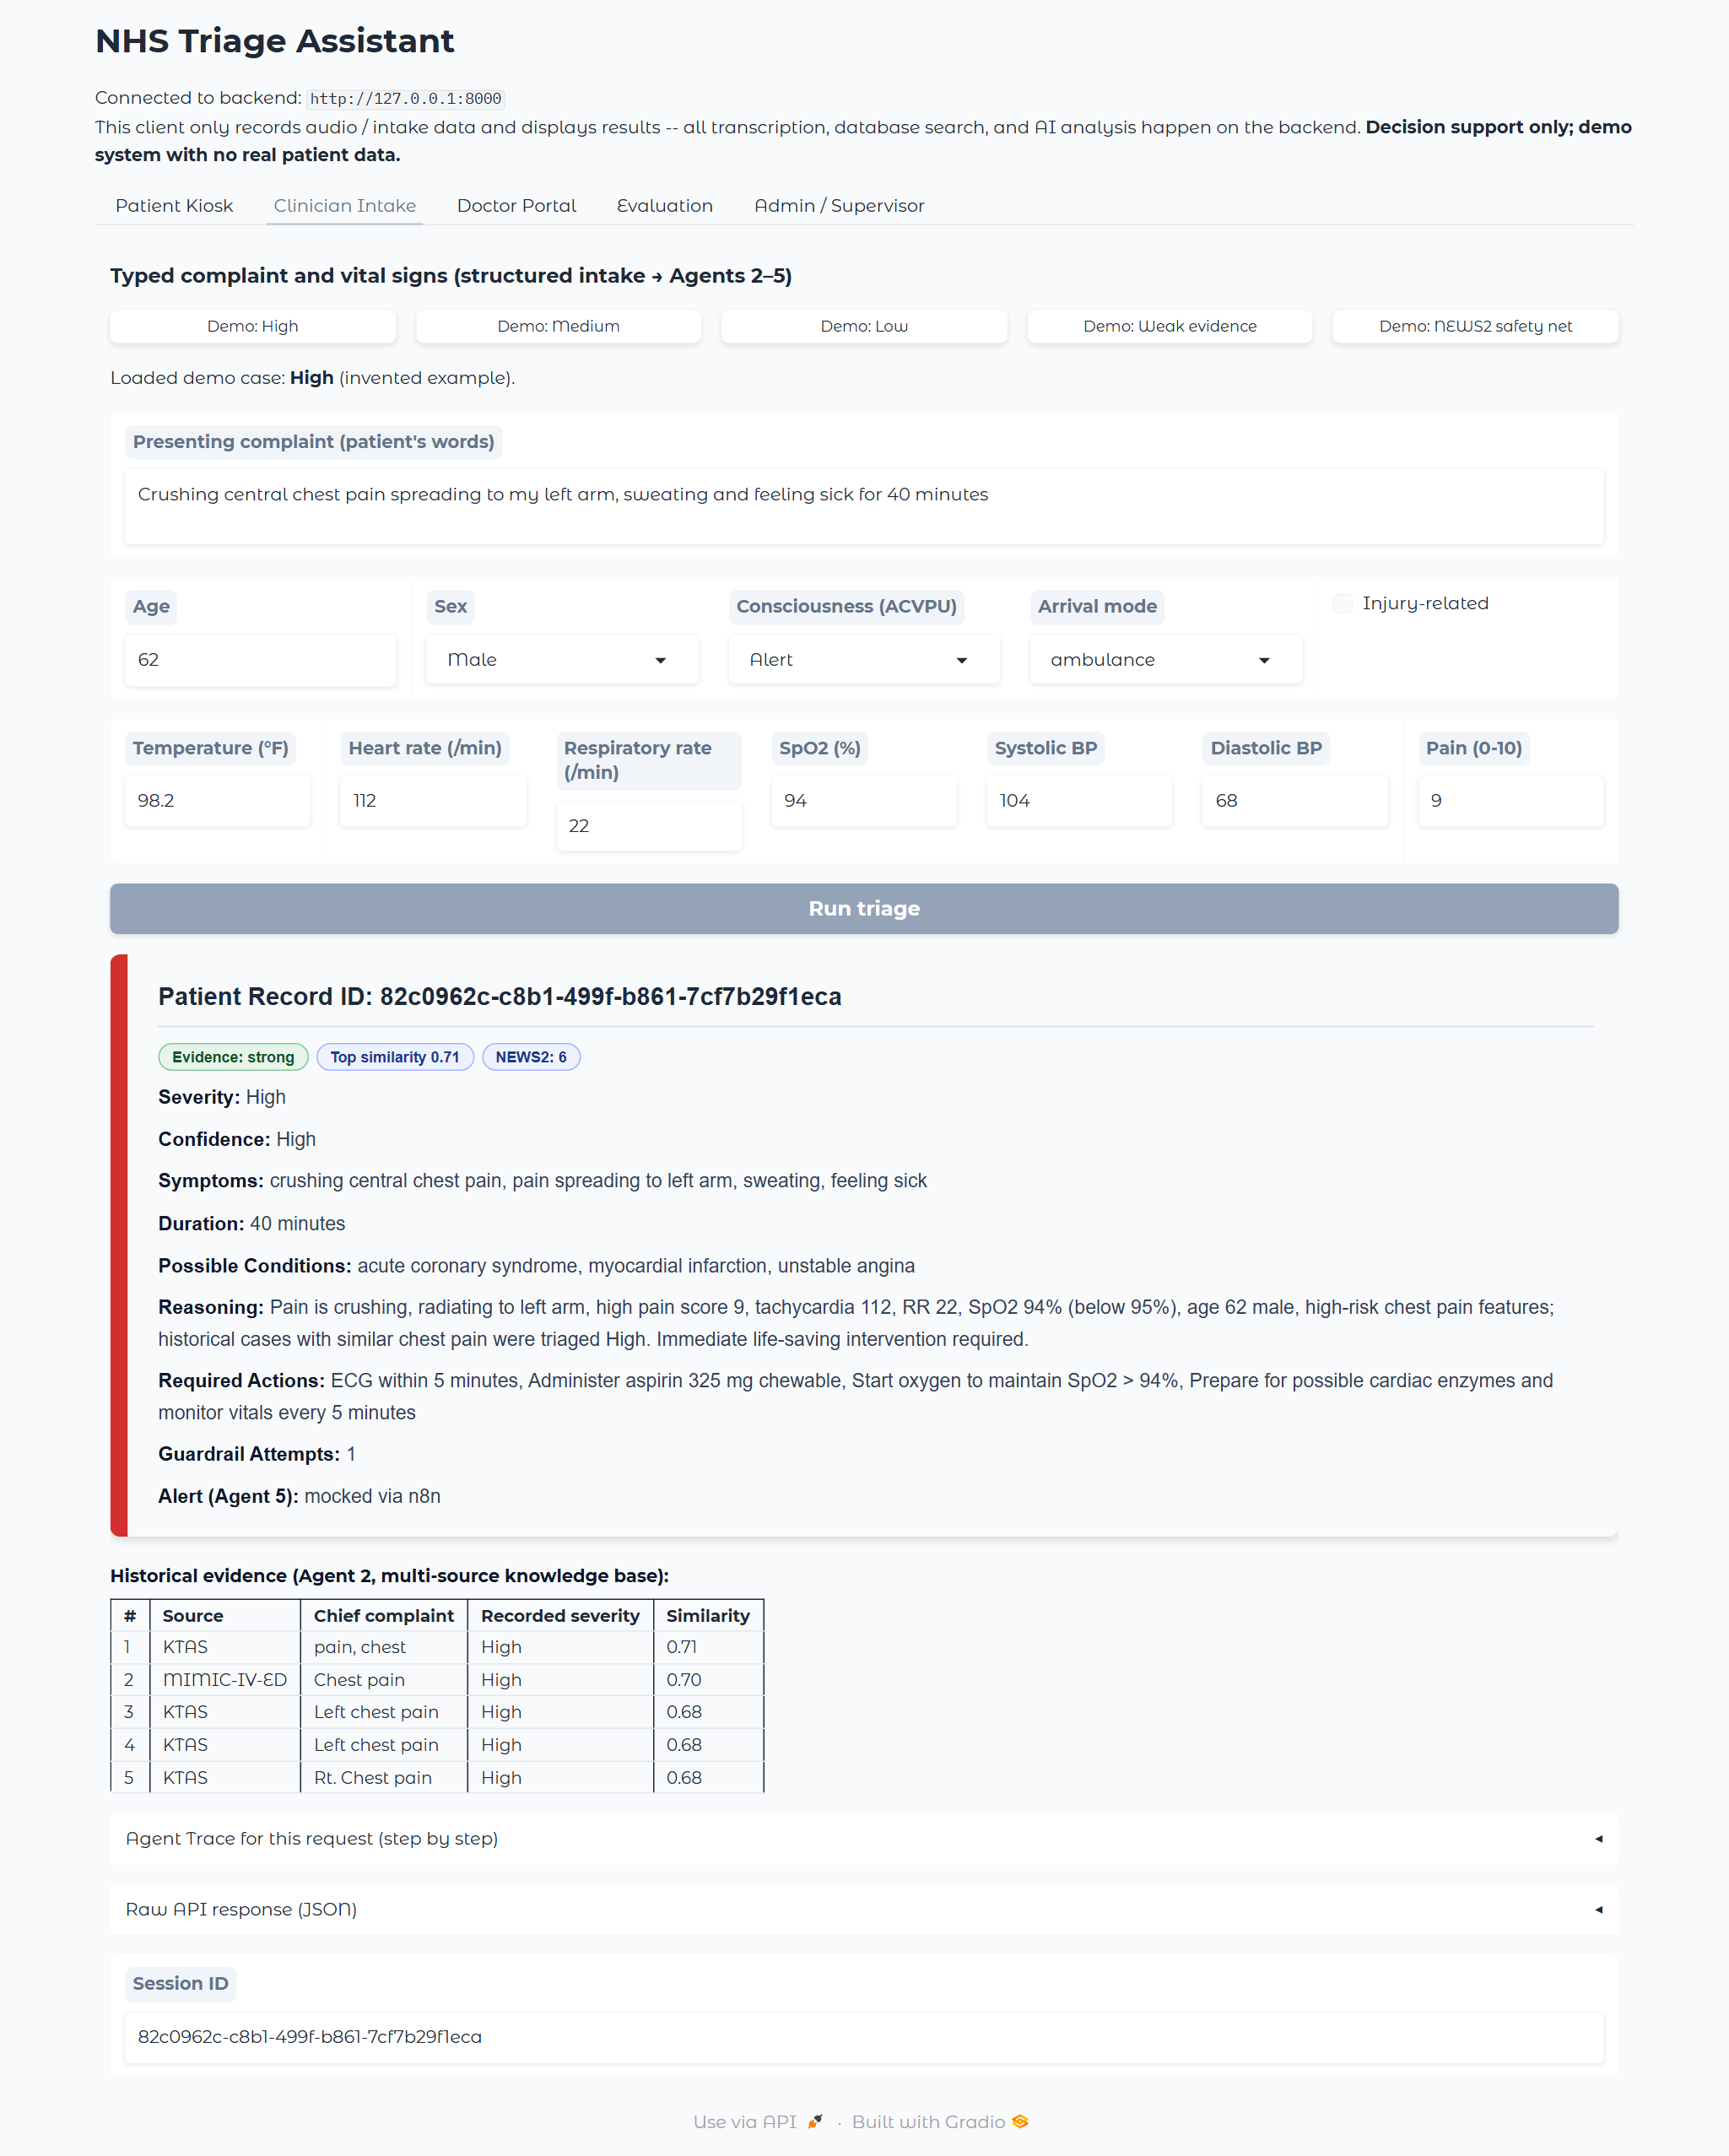 NHS Triage Assistant
Connected to backend: http://127.0.0.1:8000
This client only records audio / intake data and displays results -- all transcription, database search, and AI analysis happen on the backend. Decision support only; demo
system with no real patient data.
Patient Kiosk Clinician Intake Doctor Portal Evaluation Admin / Supervisor
Typed complaint and vital signs (structured intake → Agents 2–5)
Demo: High Demo: Medium Demo: Low Demo: Weak evidence Demo: NEWS2 safety net
Loaded demo case: High (invented example).
Presenting complaint (patient's words)
Crushing central chest pain spreading to my left arm, sweating and feeling sick for 40 minutes
Age Sex Consciousness (ACVPU) Arrival mode Injury-related
62 Male Alert ambulance
Temperature (°F) Heart rate (/min) Respiratory rate SpO2 (%) Systolic BP Diastolic BP Pain (0-10)
(/min)
98.2 112 22 94 104 68 9
Run triage
Patient Record ID: 82c0962c-c8b1-499f-b861-7cf7b29f1eca
Evidence: strong Top similarity 0.71 NEWS2: 6
Severity: High
Confidence: High
Symptoms: crushing central chest pain, pain spreading to left arm, sweating, feeling sick
Duration: 40 minutes
Possible Conditions: acute coronary syndrome, myocardial infarction, unstable angina
Reasoning: Pain is crushing, radiating to left arm, high pain score 9, tachycardia 112, RR 22, SpO2 94% (below 95%), age 62 male, high-risk chest pain features;
historical cases with similar chest pain were triaged High. Immediate life-saving intervention required.
Required Actions: ECG within 5 minutes, Administer aspirin 325 mg chewable, Start oxygen to maintain SpO2 > 94%, Prepare for possible cardiac enzymes and
monitor vitals every 5 minutes
Guardrail Attempts: 1
Alert (Agent 5): mocked via n8n
Historical evidence (Agent 2, multi-source knowledge base):
# Source Chief complaint Recorded severity Similarity
1 KTAS pain, chest High 0.71
2 MIMIC-IV-ED Chest pain High 0.70
3 KTAS Left chest pain High 0.68
4 KTAS Left chest pain High 0.68
5 KTAS Rt. Chest pain High 0.68
Agent Trace for this request (step by step)
Raw API response (JSON)
Session ID
82c0962c-c8b1-499f-b861-7cf7b29f1eca
Use via API · Built with Gradio